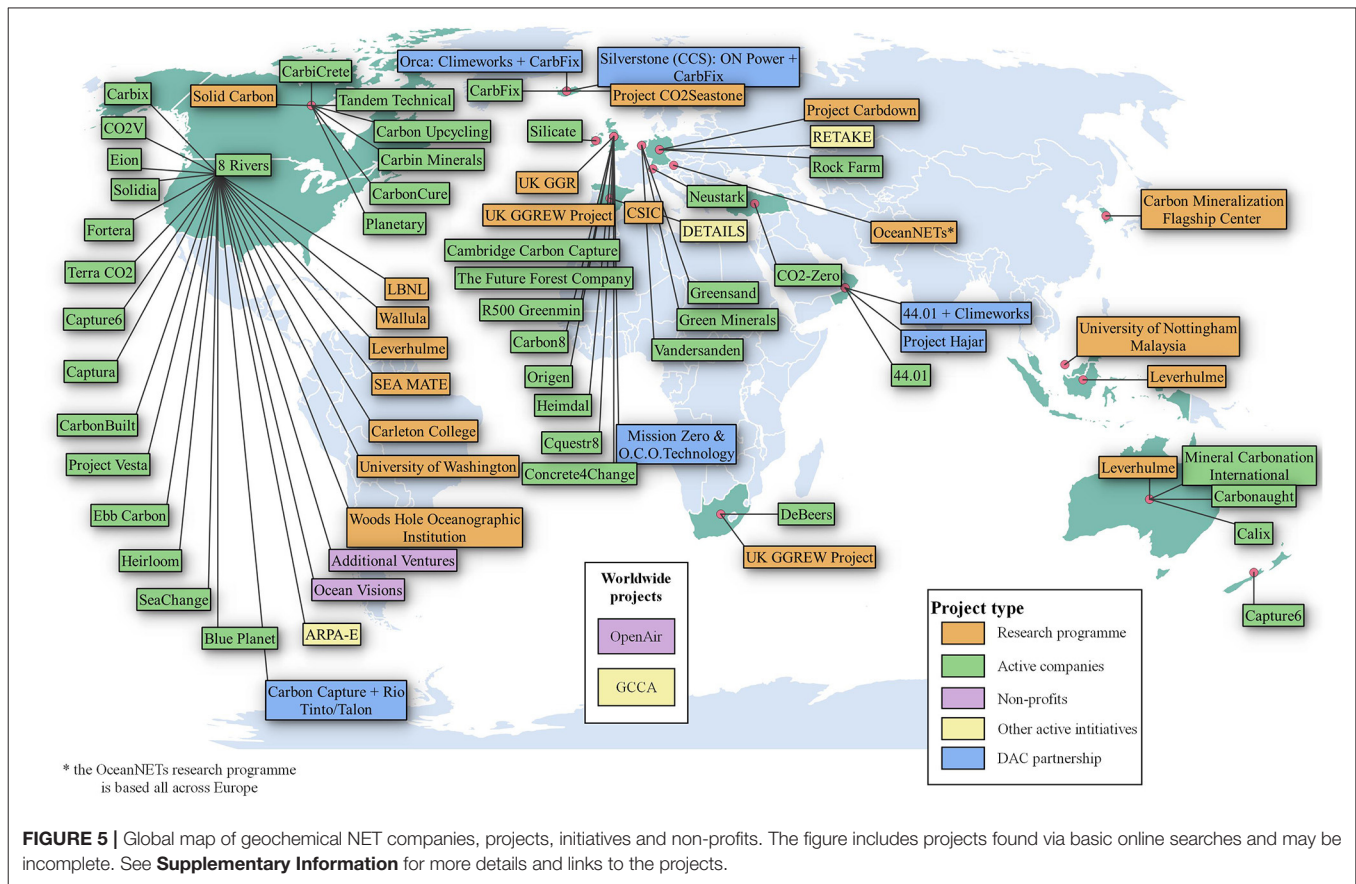 Carbix
CO2V
Eion
Solidia
Fortera
Terra CO2
Capture6
Captura
CarbonBuilt
Project Vesta
Ebb Carbon
Heirloom
SeaChange
Blue Planet
8 Rivers
Solid Carbon
CarbiCrete
Tandem Technical
Carbon Upcycling
Carbin Minerals
CarbonCure
Planetary
LBNL
Wallula
Leverhulme
SEA MATE
Carleton College
University of Washington
Woods Hole Oceanographic
Institution
Additional Ventures
Ocean Visions
ARPA-E
Carbon Capture + Rio
Tinto/Talon
Orca: Climeworks + CarbFix
Silverstone (CCS): ON Power +
CarbFix
CarbFix
Project CO2Seastone
Silicate
UK GGR
UK GGREW Project
Cambridge Carbon Capture
The Future Forest Company
R500 Greenmin
Carbon8
Origen
Heimdal
Cquestr8
Concrete4Change
Mission Zero &
O.C.O.Technology
CSIC
DETAILS
Neustark
Greensand
Green Minerals
Vandersanden
Project Carbdown
RETAKE
Rock Farm
OceanNETs*
CO2-Zero
44.01 + Climeworks
Project Hajar
44.01
DeBeers
UK GGREW Project
Carbon Mineralization
Flagship Center
University of Nottingham
Malaysia
Leverhulme
Leverhulme
Mineral Carbonation
International
Carbonaught
Calix
Capture6
Worldwide
projects
OpenAir
GCCA
Project type
Research programme
Active companies
Non-profits
Other active intitiatives
DAC partnership
* the OceanNETs research programme
is based all across Europe
FIGURE 5 | Global map of geochemical NET companies, projects, initiatives and non-profits. The figure includes projects found via basic online searches and may be
incomplete. See Supplementary Information for more details and links to the projects.